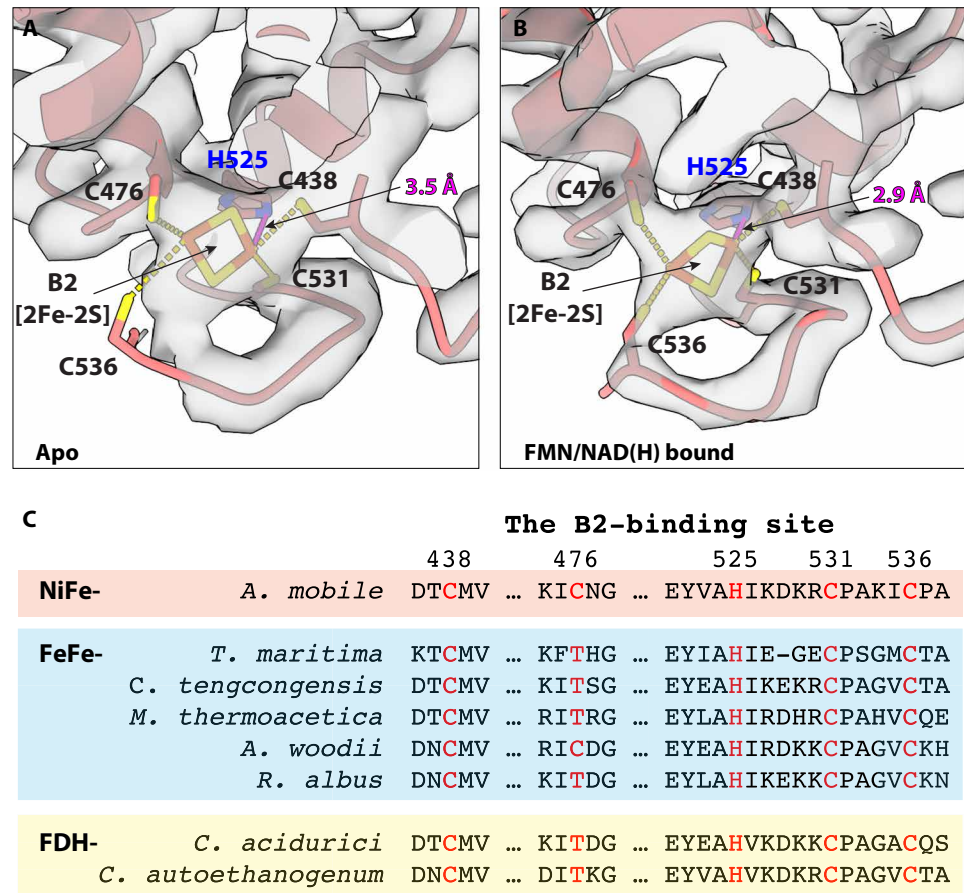 A
H525
C476
C438
3.5 Å
B2
[2Fe-2S]
C531
C536
Apo
B
H525
C476
C438
2.9 Å
B2
[2Fe-2S]
C531
C536
FMN/NAD(H) bound
C
The B2-binding site
438 476 525 531 536
NiFe- A. mobile DTCMV … KICNG … EYVAHIKDKRCPAKICPA
FeFe- T. maritima KTCMV … KFTHG … EYIAHIE-GECPSGMCTA
C. tengcongensis DTCMV … KITSG … EYEAHIKEKRCPAGVCTA
M. thermoacetica DTCMV … RITRG … EYLAHIRDHRCPAHVCQE
A. woodii DNCMV … RICDG … EYEAHIRDKKCPAGVCKH
R. albus DNCMV … KITDG … EYLAHIKEKKCPAGVCKN
FDH- C. acidurici DTCMV … KITDG … EYEAHVKDKKCPAGACQS
C. autoethanogenum DNCMV … DITKG … EYEAHVKDKRCPAGVCTA